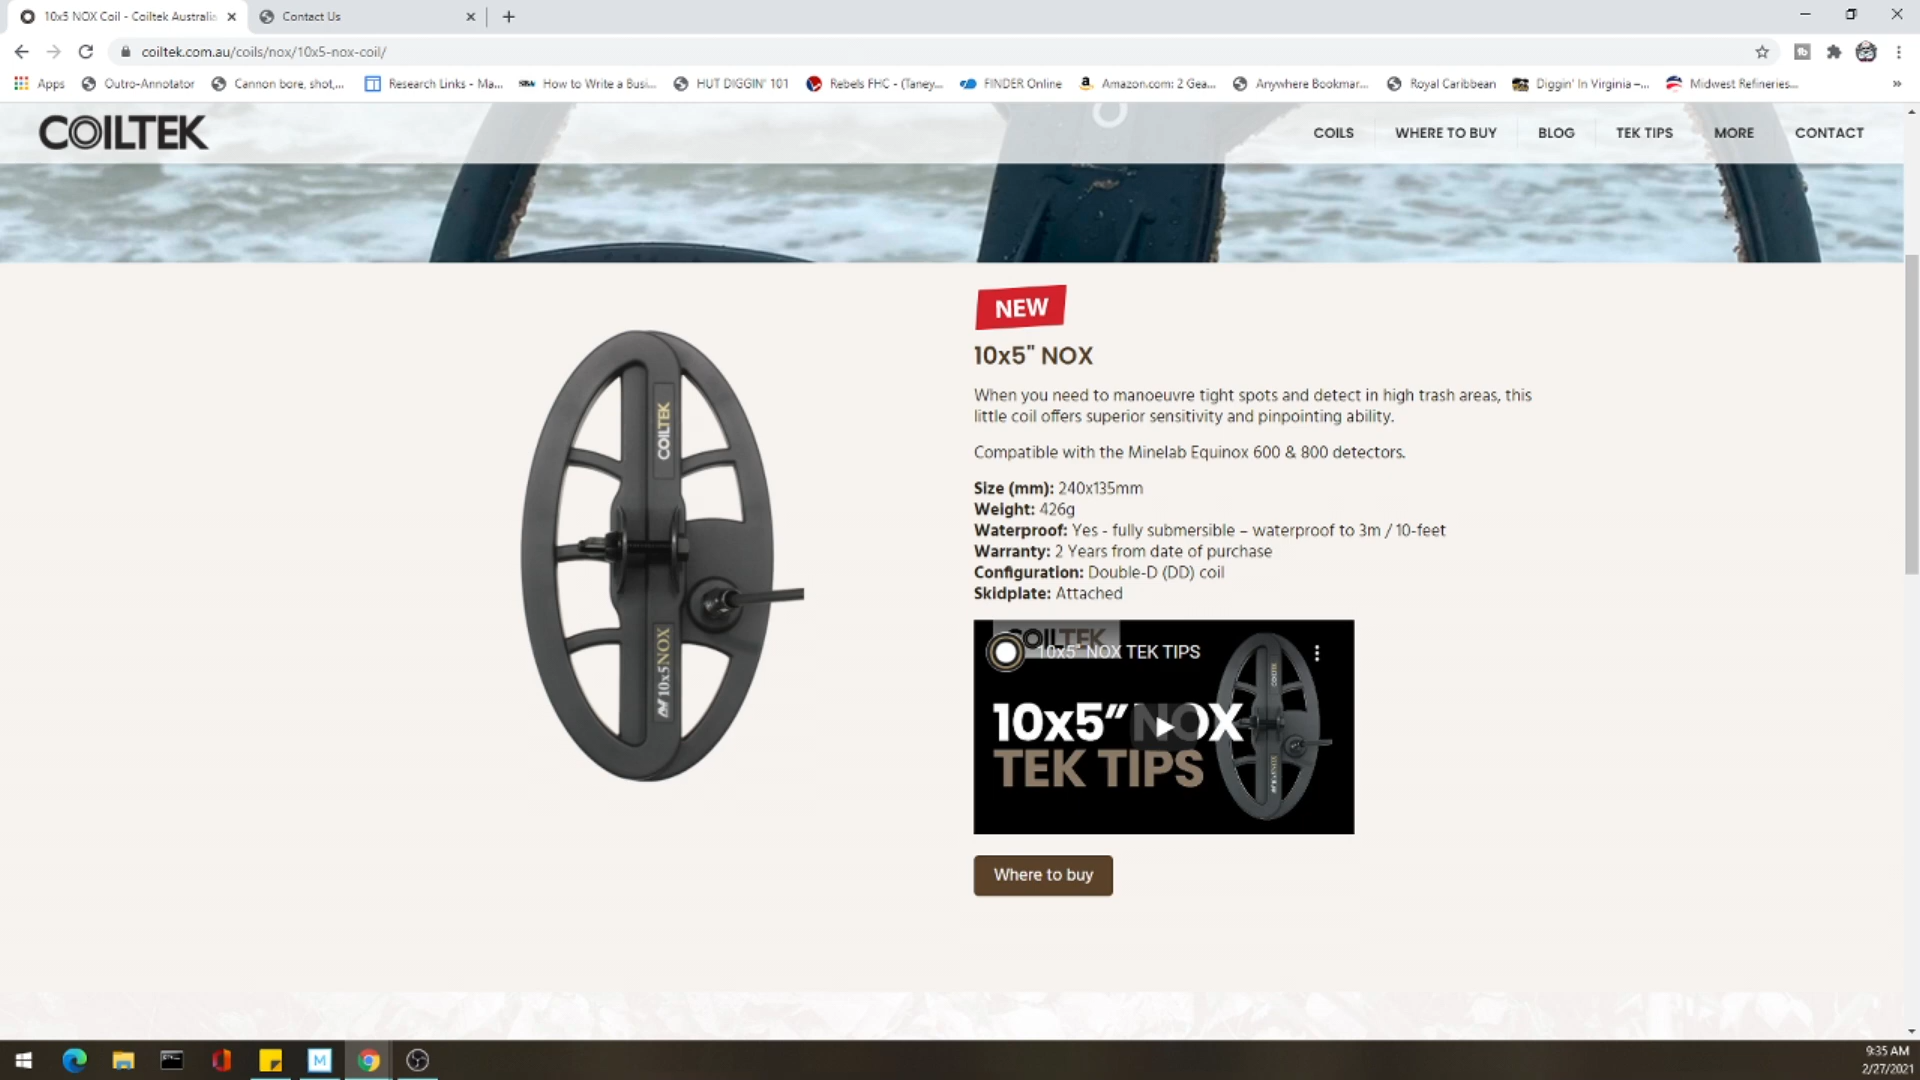 10x5 NOX Coil - Coiltek Australia
Contact Us
coiltek.com.au/coils/nox/10x5-nox-coil/
Apps
Outro-Annotator
Cannon bore, shot,...
Research Links - Ma...
How to Write a Busi...
HUT DIGGIN' 101
Rebels FHC - (Taney...
FINDER Online
Amazon.com: 2 Gea...
Anywhere Bookmar...
Royal Caribbean
Diggin' In Virginia –...
Midwest Refineries...
COILTEK
COILS
WHERE TO BUY
BLOG
TEK TIPS
MORE
CONTACT
NEW
10x5" NOX
When you need to manoeuvre tight spots and detect in high trash areas, this
little coil offers superior sensitivity and pinpointing ability.
Compatible with the Minelab Equinox 600 & 800 detectors.
Size (mm): 240x135mm
Weight: 426g
Waterproof: Yes - fully submersible – waterproof to 3m / 10-feet
Warranty: 2 Years from date of purchase
Configuration: Double-D (DD) coil
Skidplate: Attached
COILTEK
10x5 NOX
COILTEK
10x5" NOX TEK TIPS
10x5" NOX
TEK TIPS
Where to buy
9:35 AM
2/27/2021